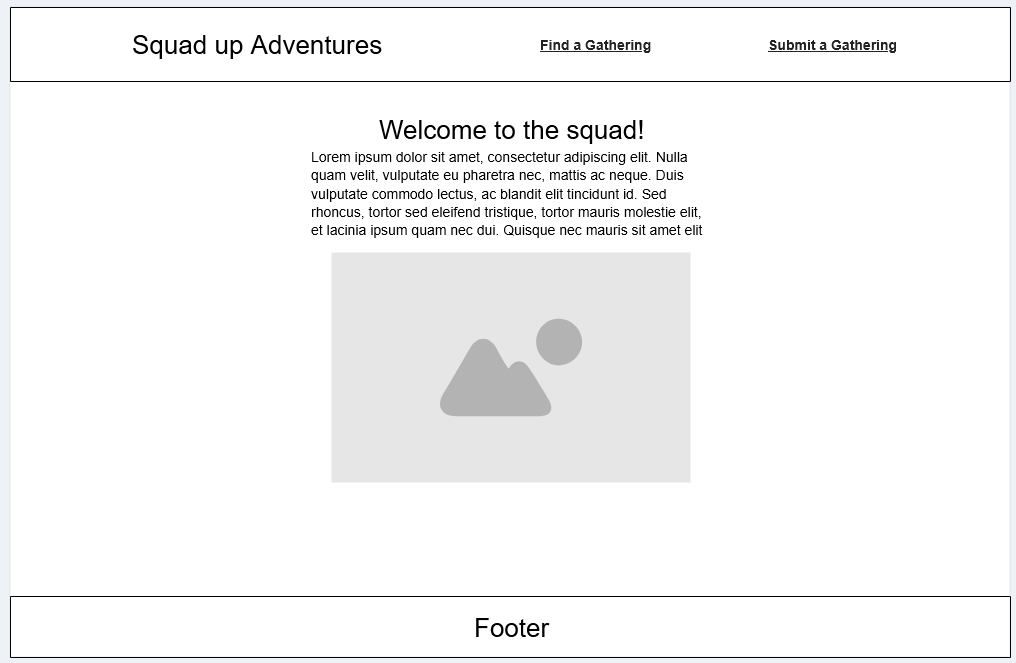 Squad up Adventures
Find a Gathering
Submit a Gathering
Welcome to the squad!
Lorem ipsum dolor sit amet, consectetur adipiscing elit. Nulla
quam velit, vulputate eu pharetra nec, mattis ac neque. Duis
vulputate commodo lectus, ac blandit elit tincidunt id. Sed
rhoncus, tortor sed eleifend tristique, tortor mauris molestie elit,
et lacinia ipsum quam nec dui. Quisque nec mauris sit amet elit
Footer